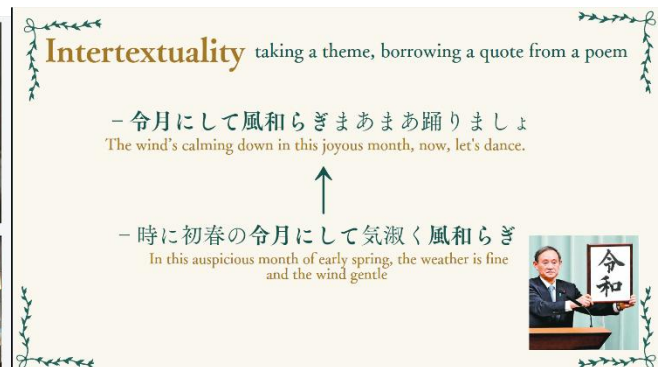 Intertextuality taking a theme, borrowing a quote from a poem
– 令月にして風和らぎまあまあ踊りましょ
The wind's calming down in this joyous month, now, let's dance.
– 時に初春の令月にして気淑く風和らぎ
In this auspicious month of early spring, the weather is fine
and the wind gentle
令和